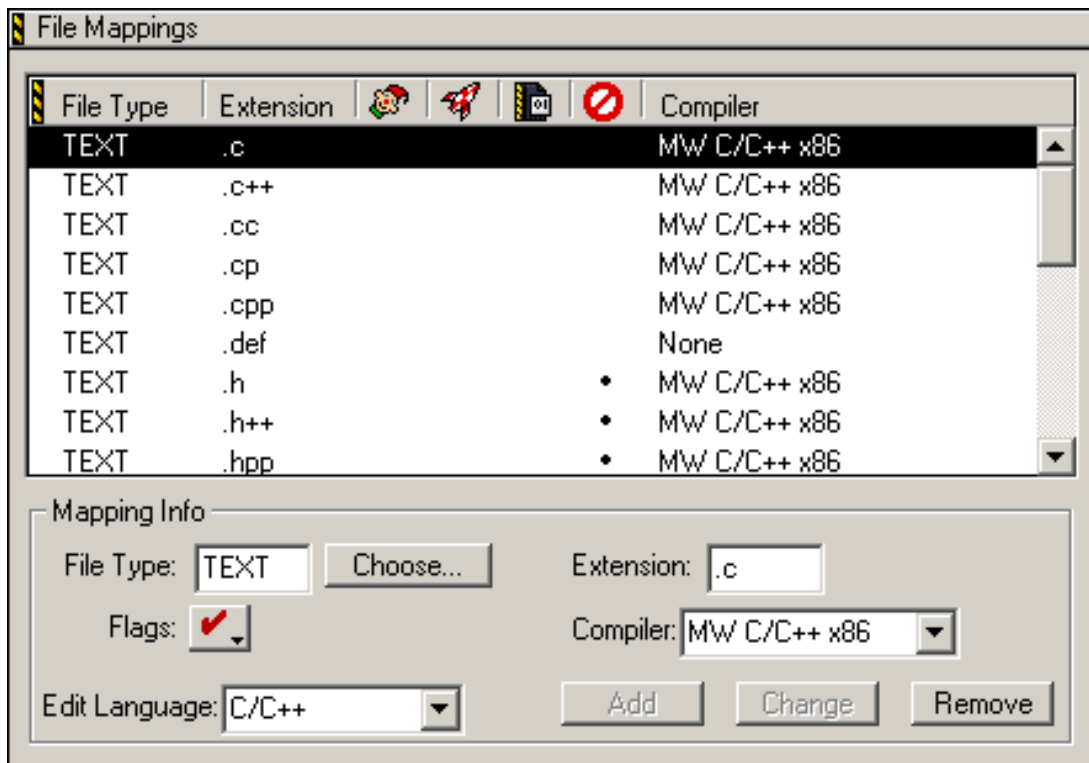 File Mappings
File Type Extension Compiler
TEXT .c MW C/C++ x86
TEXT .c++ MW C/C++ x86
TEXT .cc MW C/C++ x86
TEXT .cp MW C/C++ x86
TEXT .cpp MW C/C++ x86
TEXT .def None
TEXT .h • MW C/C++ x86
TEXT .h++ • MW C/C++ x86
TEXT .hpp • MW C/C++ x86
Mapping Info
File Type: TEXT Choose... Extension: .c
Flags: Compiler: MW C/C++ x86
Edit Language: C/C++ Add Change Remove